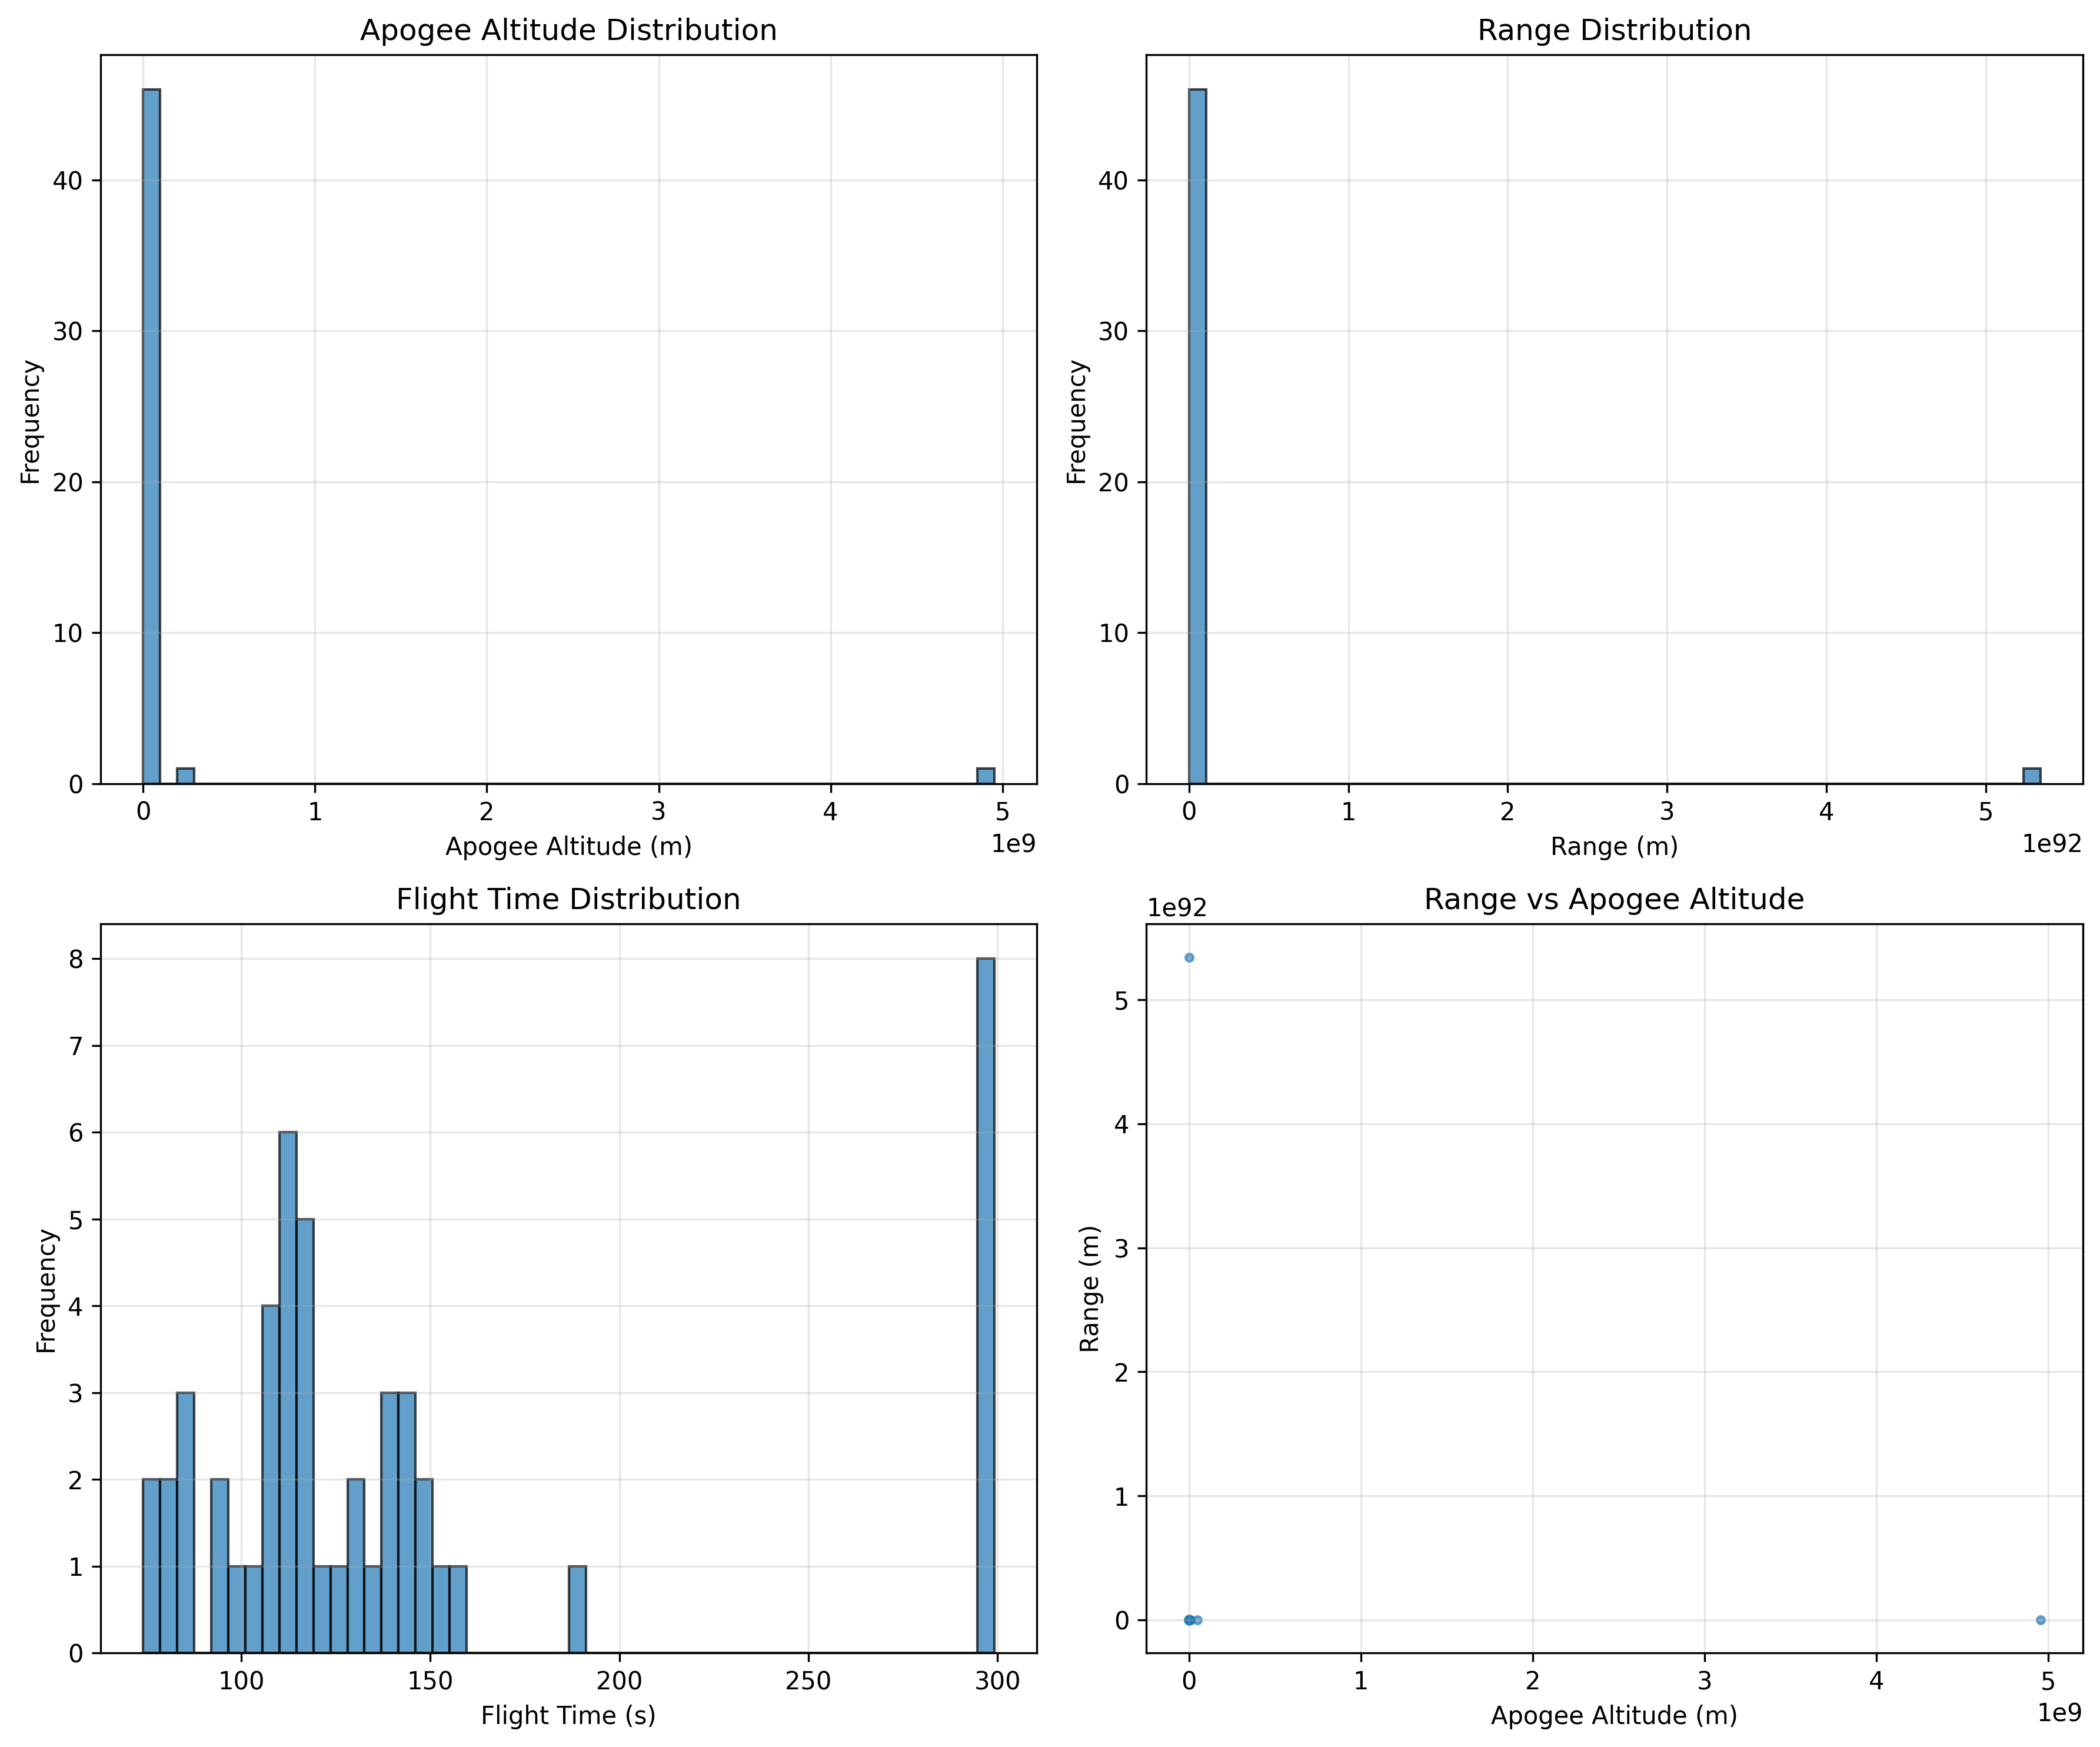 Apogee Altitude Distribution
Frequency
40
30
20
10
0
0 1 2 3 4 5
1e9
Apogee Altitude (m)
Range Distribution
Frequency
40
30
20
10
0
0 1 2 3 4 5
1e92
Range (m)
Flight Time Distribution
Frequency
8
7
6
5
4
3
2
1
0
100 150 200 250 300
Flight Time (s)
Range vs Apogee Altitude
1e92
Range (m)
5
4
3
2
1
0
0 1 2 3 4 5
1e9
Apogee Altitude (m)